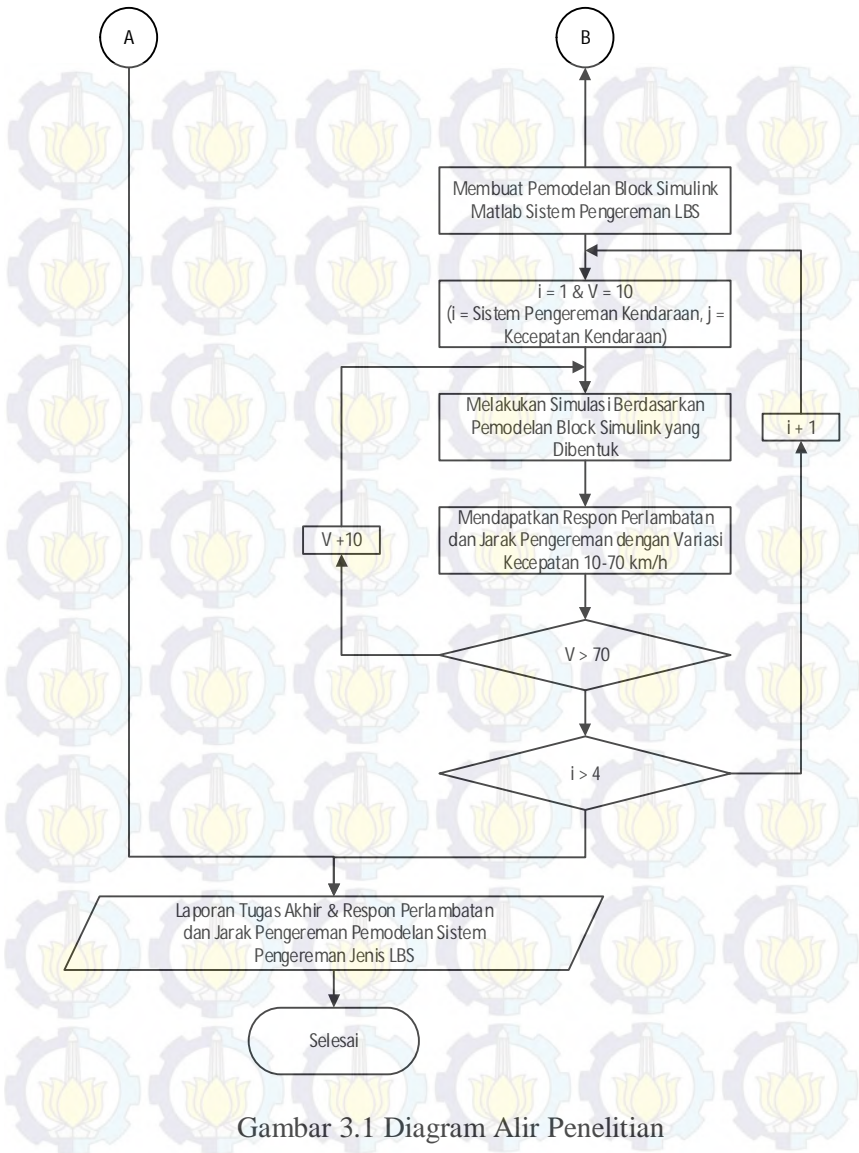 A
B
Membuat Pemodelan Block Simulink
Matlab Sistem Pengereman LBS
i = 1 & V = 10
(i = Sistem Pengereman Kendaraan, j =
Kecepatan Kendaraan)
Melakukan Simulasi Berdasarkan
Pemodelan Block Simulink yang
Dibentuk
i + 1
Mendapatkan Respon Perlambatan
dan Jarak Pengereman dengan Variasi
Kecepatan 10-70 km/h
V +10
V > 70
i > 4
Laporan Tugas Akhir & Respon Perlambatan
dan Jarak Pengereman Pemodelan Sistem
Pengereman Jenis LBS
Selesai
Gambar 3.1 Diagram Alir Penelitian